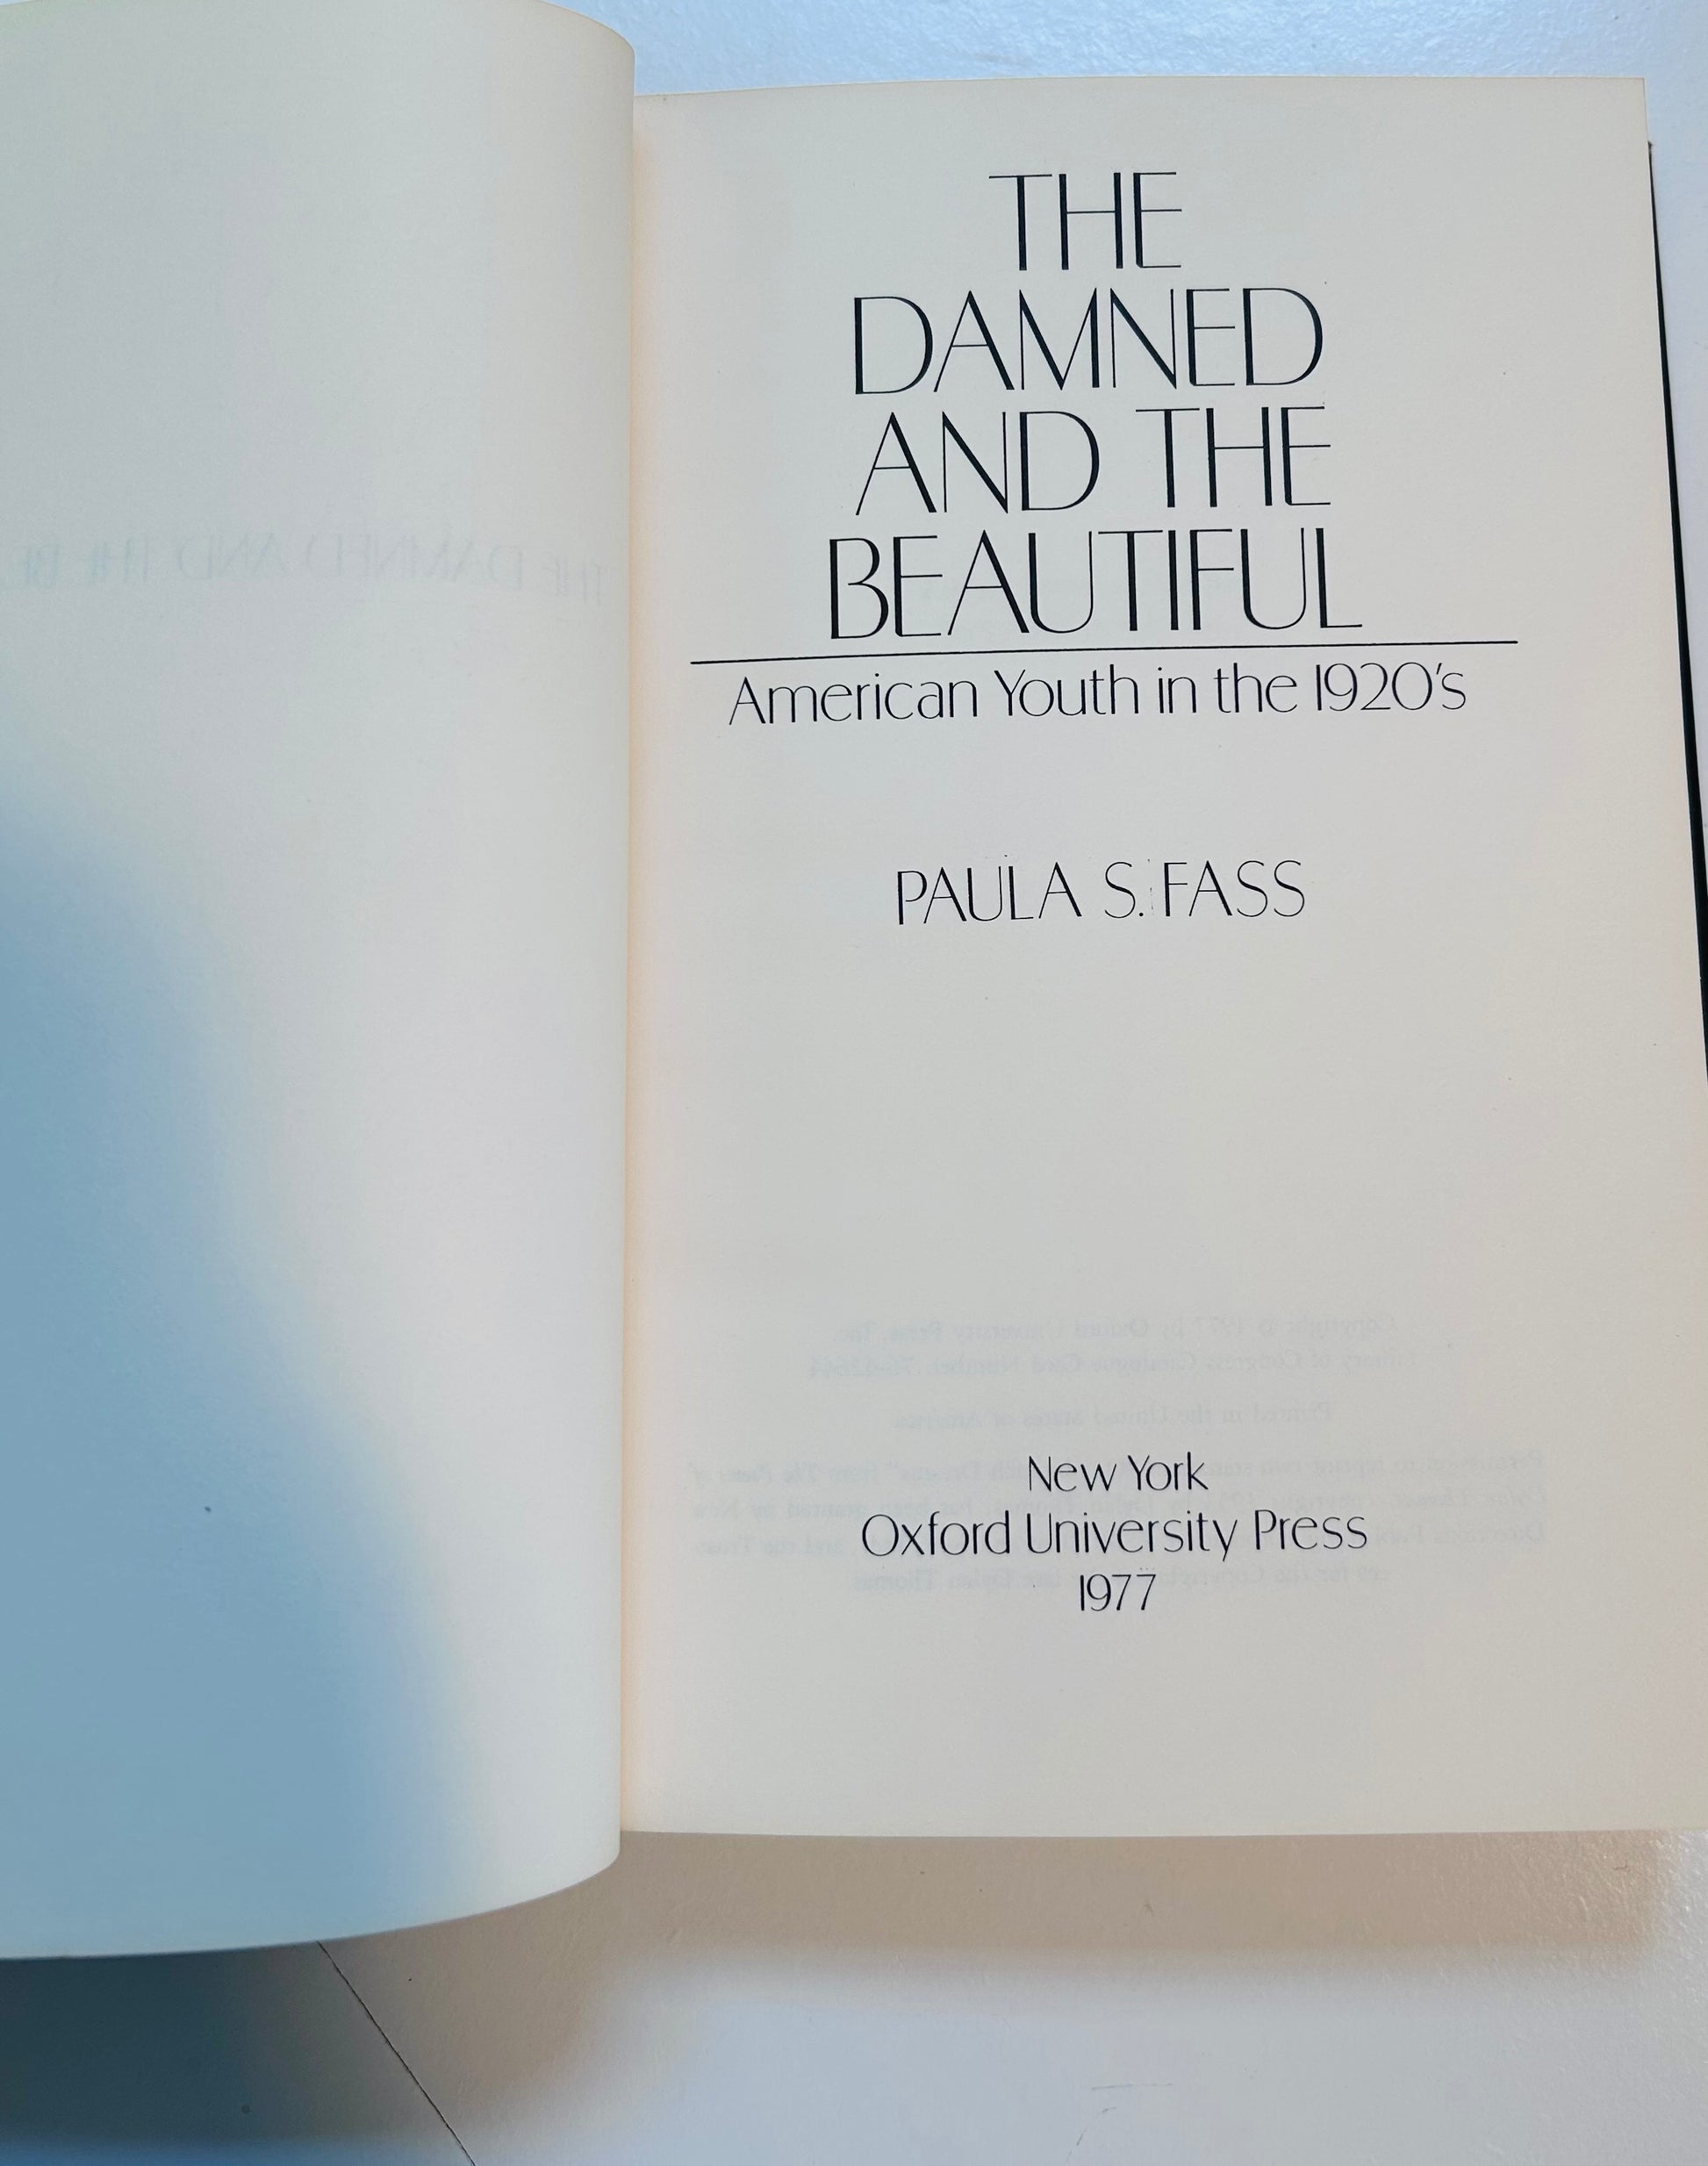 THE
DAMNED
AND THE
BEAUTIFUL
American Youth in the 1920's
PAULA S. FASS
New York
Oxford University Press
1977